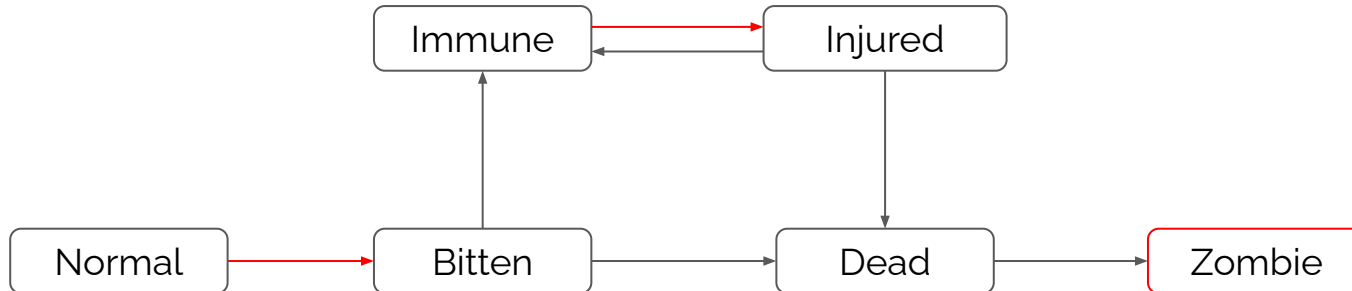 Immune
Injured
Normal
Bitten
Dead
Zombie